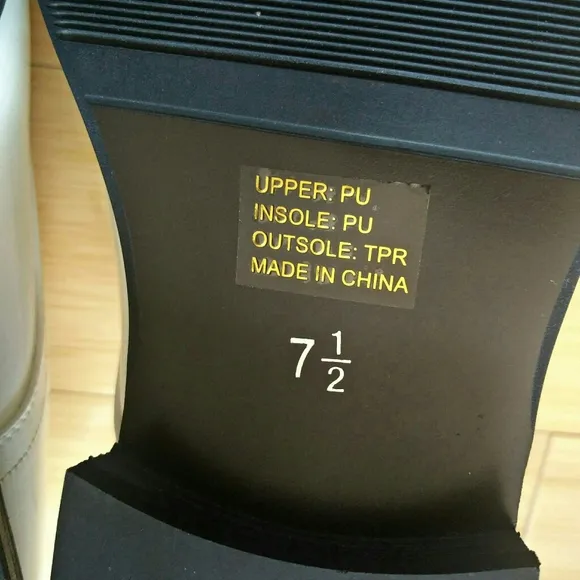 UPPER: PU
INSOLE: PU
OUTSOLE: TPR
MADE IN CHINA
7 1/2